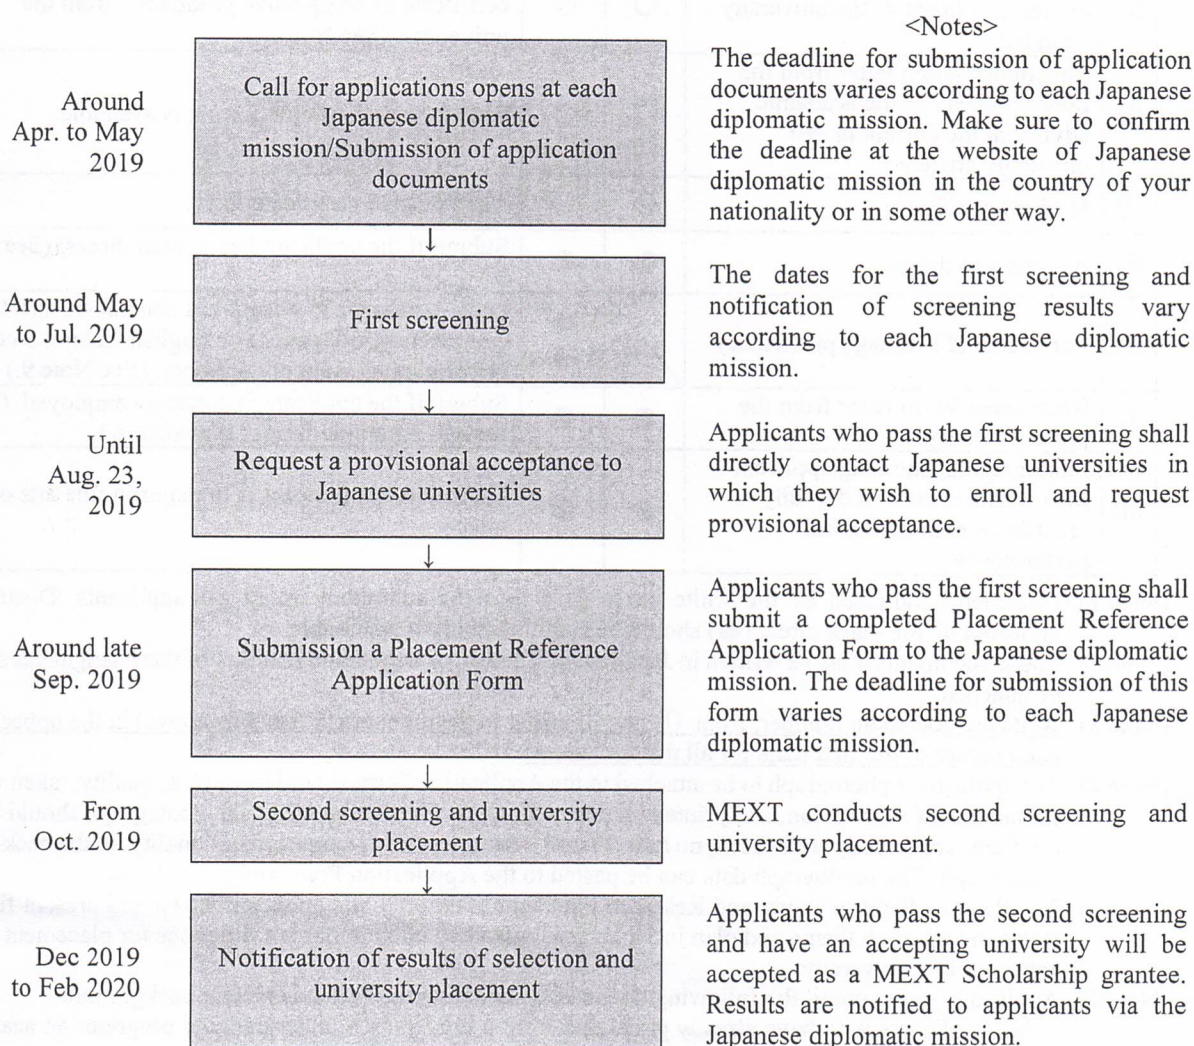 <Notes>
Around
Apr. to May
2019
Call for applications opens at each
Japanese diplomatic
mission/Submission of application
documents
The deadline for submission of application
documents varies according to each Japanese
diplomatic mission. Make sure to confirm
the deadline at the website of Japanese
diplomatic mission in the country of your
nationality or in some other way.
↓
Around May
to Jul. 2019
First screening
The dates for the first screening and
notification of screening results vary
according to each Japanese diplomatic
mission.
↓
Until
Aug. 23,
2019
Request a provisional acceptance to
Japanese universities
Applicants who pass the first screening shall
directly contact Japanese universities in
which they wish to enroll and request
provisional acceptance.
↓
Around late
Sep. 2019
Submission a Placement Reference
Application Form
Applicants who pass the first screening shall
submit a completed Placement Reference
Application Form to the Japanese diplomatic
mission. The deadline for submission of this
form varies according to each Japanese
diplomatic mission.
↓
From
Oct. 2019
Second screening and university
placement
MEXT conducts second screening and
university placement.
↓
Dec 2019
to Feb 2020
Notification of results of selection and
university placement
Applicants who pass the second screening
and have an accepting university will be
accepted as a MEXT Scholarship grantee.
Results are notified to applicants via the
Japanese diplomatic mission.